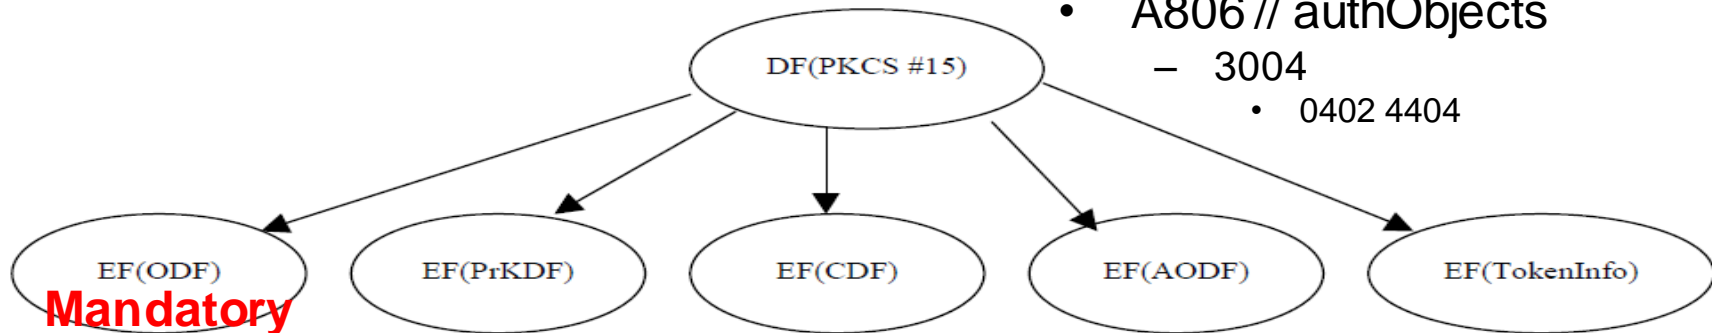 • A806 // authObjects
– 3004
• 0402 4404
DF(PKCS #15)
EF(ODF)
EF(PrKDF)
EF(CDF)
EF(AODF)
EF(TokenInfo)
Mandatory